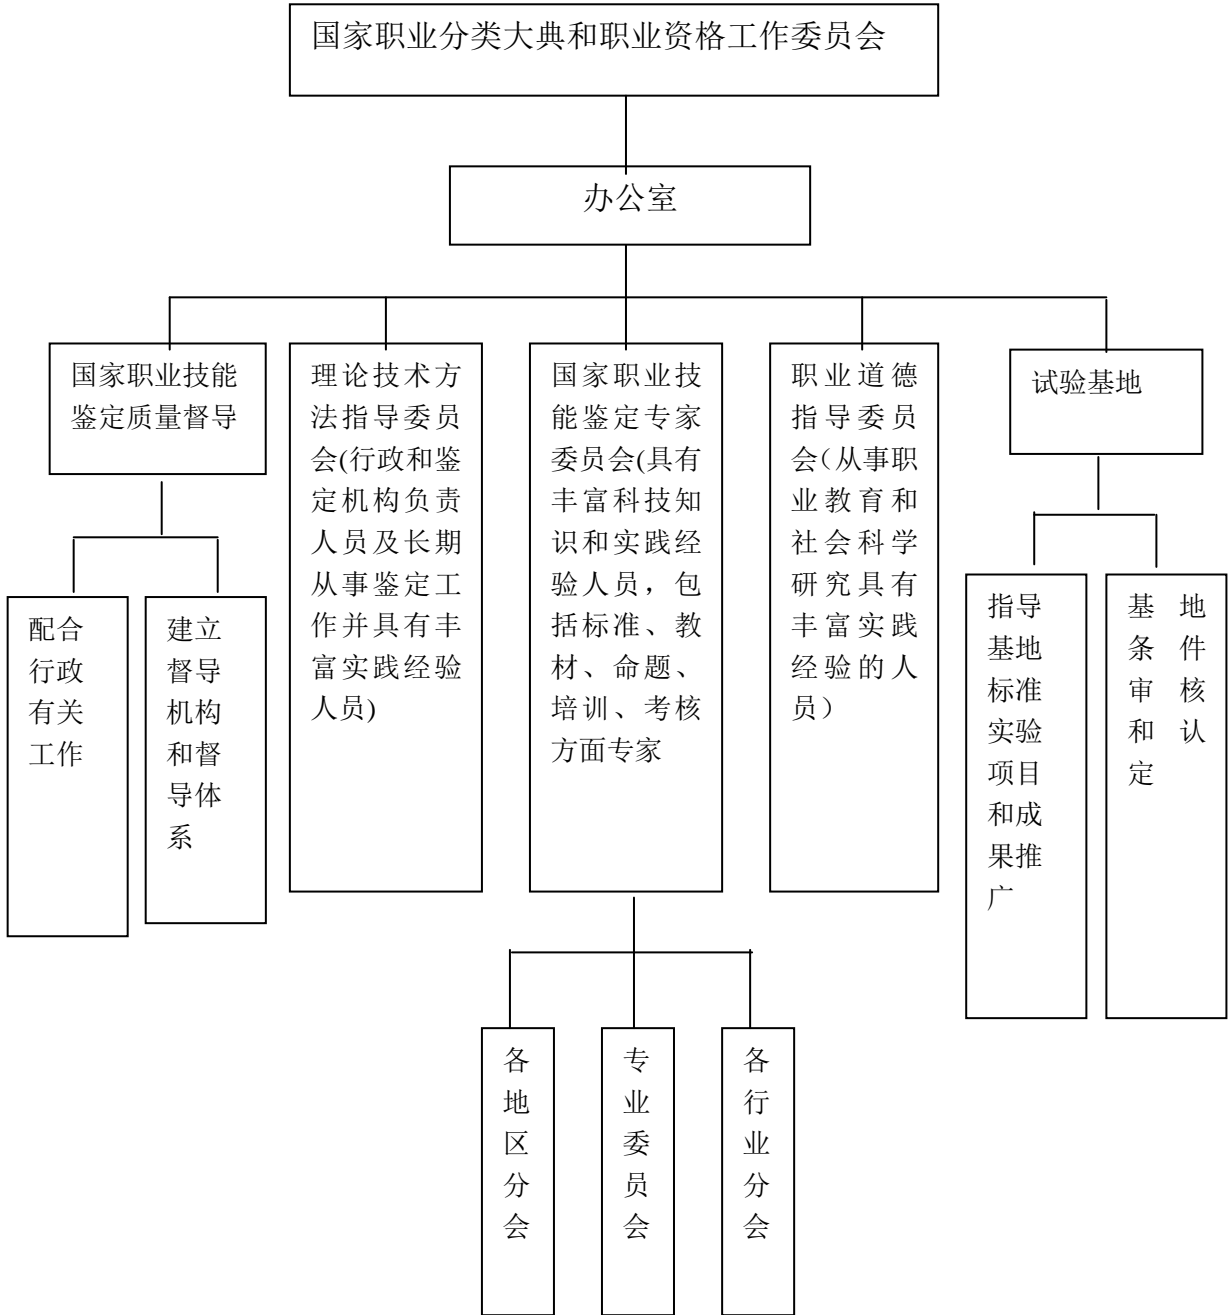 国家职业分类大典和职业资格工作委员会
办公室
国家职业技能
鉴定质量督导
理论技术方
法指导委员
会(行政和鉴
定机构负责
人员及长期
从事鉴定工
作并具有丰
富实践经验
人员)
国家职业技
能鉴定专家
委员会(具有
丰富科技知
识和实践经
验人员，包
括标准、教
材、命题、
培训、考核
方面专家
职业道德
指导委员
会（从事职
业教育和
社会科学
研究具有
丰富实践
经验的人
员）
试验基地
配合
行政
有关
工作
建立
督导
机构
和督
导体
系
指导
基地
标准
实验
项目
和成
果推
广
基地
条件
审核
和认
定
各地区分会
专业委员会
各行业分会